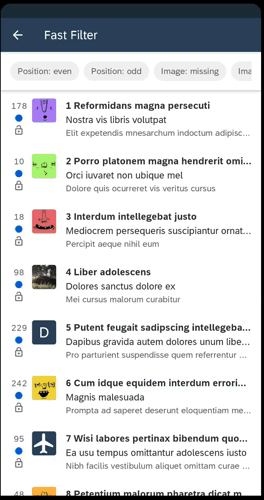 Fast Filter
Position: even Position: odd Image: missing Ima
178
1 Reformidans magna persecuti
Nostra vis libris volutpat
Elit expetendis mnesarchum indoctum adipisc...
10
2 Porro platonem magna hendrerit omi...
Orci iuvaret non ubique mel
Dolore quis ocurreret vis veritus cursus
18
3 Interdum intellegebat justo
Mediocrem persequeris suscipiantur ornat...
Percipit aeque nihil eum
98
4 Liber adolescens
Dolores sanctus dolore ex
Mei cursus malorum curabitur
229
D
5 Putent feugait sadipscing intellegeba...
Dapibus gravida autem dolores unum libe...
Pro parturient suspendisse quem referrentur ...
242
6 Cum idque equidem interdum errori...
Magnis malesuada
Prompta ad saperet deserunt eloquentiam me...
95
7 Wisi labores pertinax bibendum quo...
Ea usu tempus omittantur adolescens iusto
Nibh facilis vestibulum aliquet omittam curae ...
48
8 Petentium malorum pharetra dictum m...